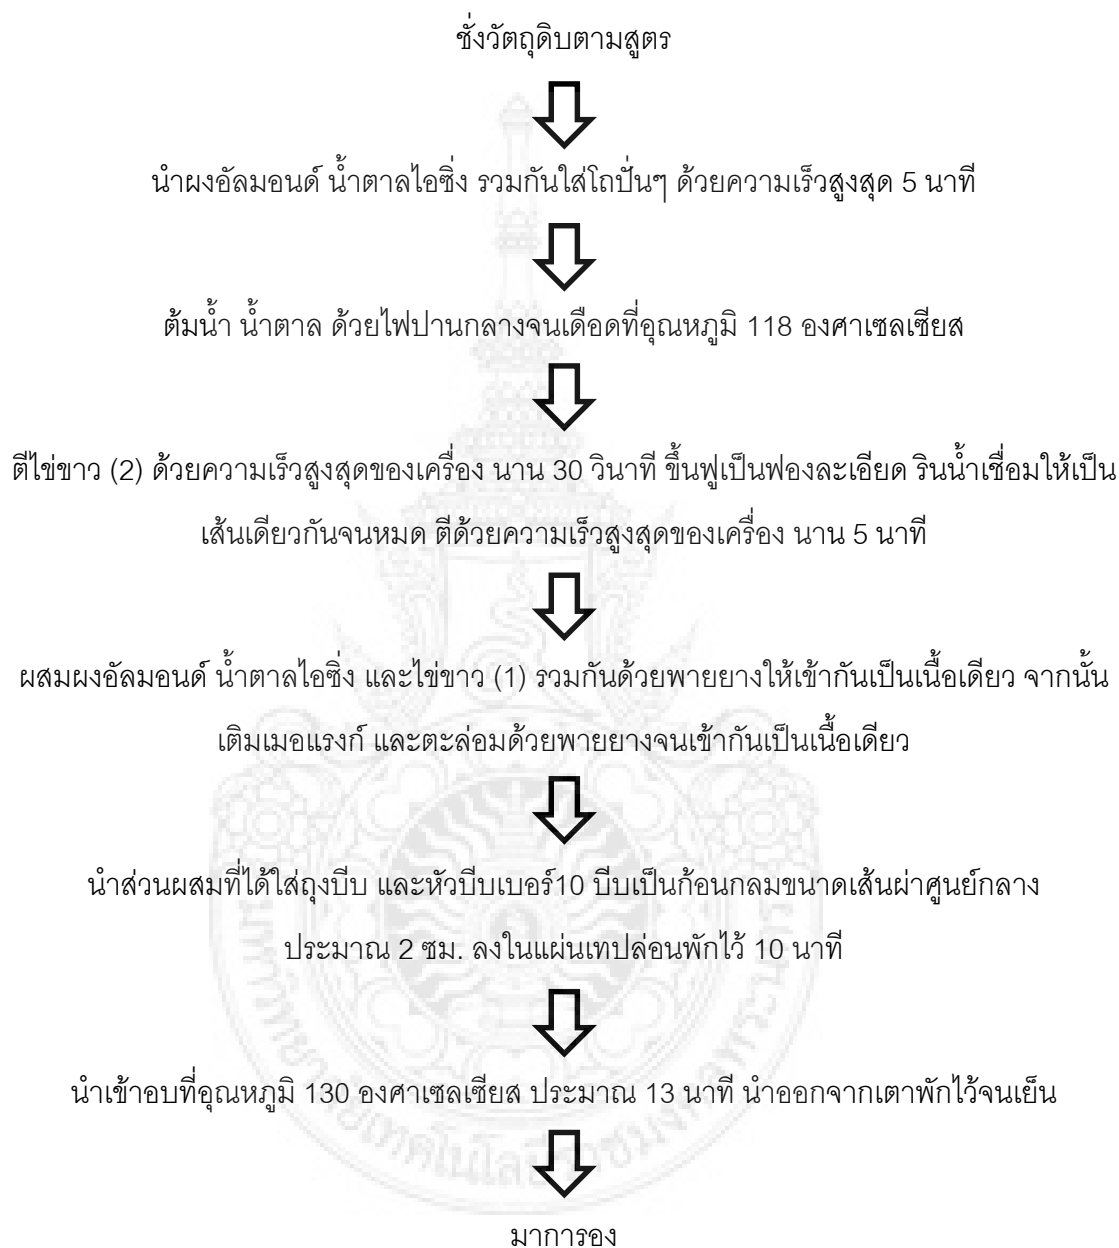 ชั่งวัตถุดิบตามสูตร
นำผงอัลมอนด์ น้ำตาลไอซิ่ง รวมกันใส่โถปั่นๆ ด้วยความเร็วสูงสุด 5 นาที
ต้มน้ำ น้ำตาล ด้วยไฟปานกลางจนเดือดที่อุณหภูมิ 118 องศาเซลเซียส
ตีไข่ขาว (2) ด้วยความเร็วสูงสุดของเครื่อง นาน 30 วินาที ขึ้นฟูเป็นฟองละเอียด รินน้ำเชื่อมให้เป็น
เส้นเดียวกันจนหมด ตีด้วยความเร็วสูงสุดของเครื่อง นาน 5 นาที
ผสมผงอัลมอนด์ น้ำตาลไอซิ่ง และไข่ขาว (1) รวมกันด้วยพายยางให้เข้ากันเป็นเนื้อเดียว จากนั้น
เติมเมอแรงก์ และตะล่อมด้วยพายยางจนเข้ากันเป็นเนื้อเดียว
นำส่วนผสมที่ได้ใส่ถุงบีบ และหัวบีบเบอร์10 บีบเป็นก้อนกลมขนาดเส้นผ่าศูนย์กลาง
ประมาณ 2 ซม. ลงในแผ่นเทปล่อนพักไว้ 10 นาที
นำเข้าอบที่อุณหภูมิ 130 องศาเซลเซียส ประมาณ 13 นาที นำออกจากเตาพักไว้จนเย็น
มาการอง